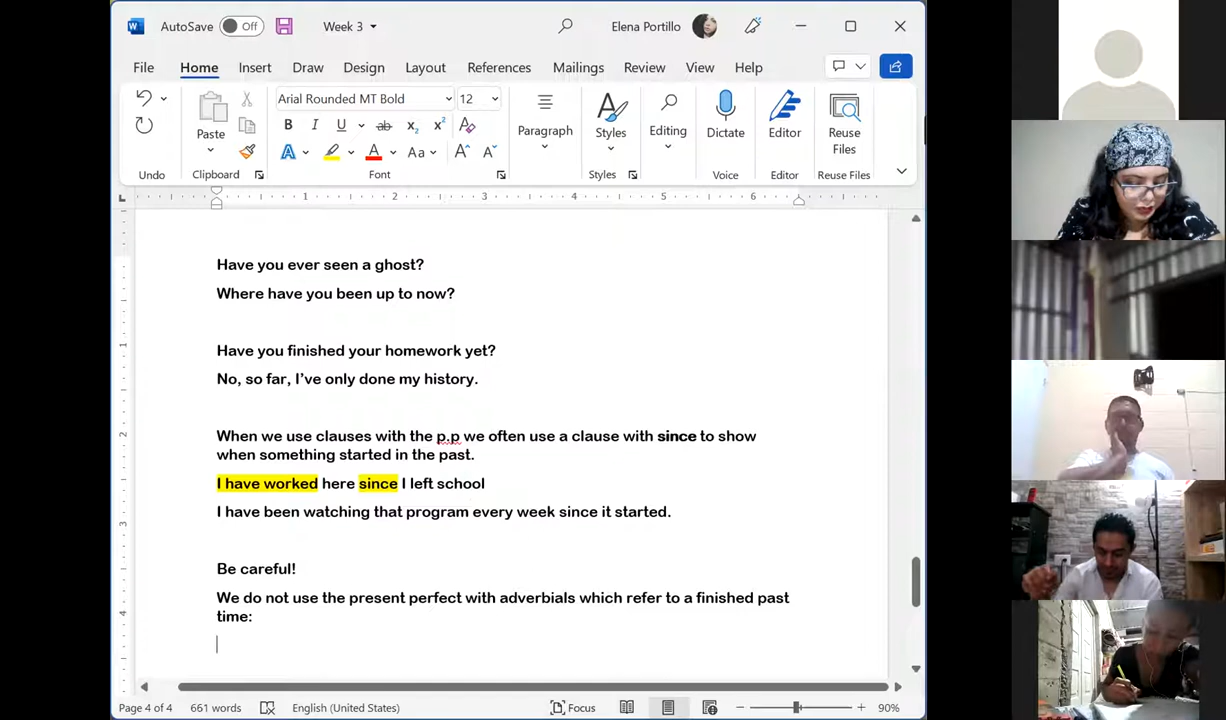 AutoSave Off Week 3 Elena Portillo
File Home Insert Draw Design Layout References Mailings Review View Help
Arial Rounded MT Bold 12
Paste Paragraph Styles Editing Dictate Editor Reuse Files
Undo Clipboard Font Styles Voice Editor Reuse Files
1 2 3 4 5 6
Have you ever seen a ghost?
Where have you been up to now?
Have you finished your homework yet?
No, so far, I've only done my history.
When we use clauses with the p.p we often use a clause with since to show
when something started in the past.
I have worked here since I left school
I have been watching that program every week since it started.
Be careful!
We do not use the present perfect with adverbials which refer to a finished past
time:
Page 4 of 4 661 words English (United States) Focus 90%